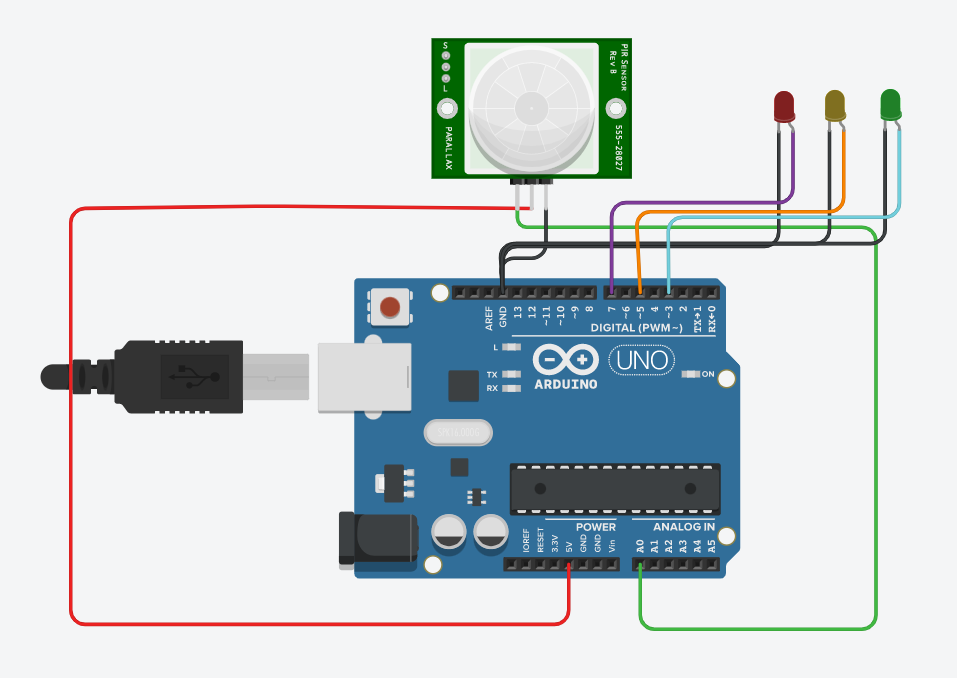 S
L
PIR SENSOR
REV B
PARALLAX
555-28027
AREF
GND
13
12
~11
~10
~9
8
7
~6
~5
4
~3
2
TX→1
RX←0
DIGITAL (PWM~)
L
TX
RX
ARDUINO
UNO
ON
POWER
ANALOG IN
IOREF
RESET
3.3V
5V
GND
GND
Vin
A0
A1
A2
A3
A4
A5